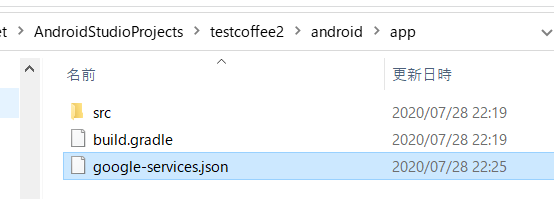 et > AndroidStudioProjects > testcoffee2 > android > app
名前 更新日時
src 2020/07/28 22:19
build.gradle 2020/07/28 22:19
google-services.json 2020/07/28 22:25